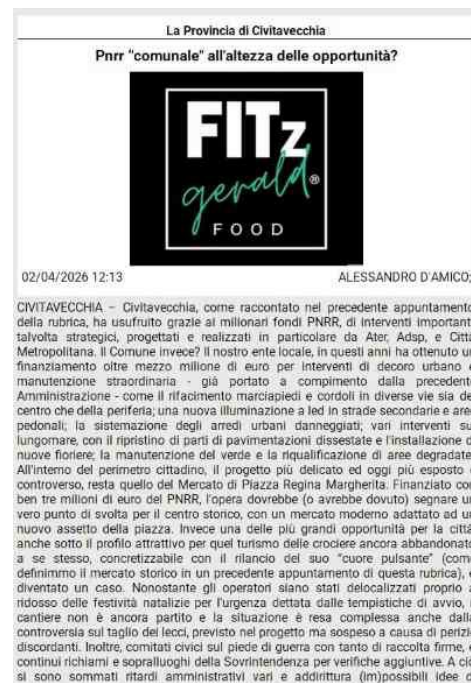 La Provincia di Civitavecchia
Pnrr "comunale" all'altezza delle opportunità?
FITz
gerald®
FOOD
02/04/2026 12:13 ALESSANDRO D'AMICO;
CIVITAVECCHIA – Civitavecchia, come raccontato nel precedente appuntamento
della rubrica, ha usufruito grazie ai milionari fondi PNRR, di interventi important
talvolta strategici, progettati e realizzati in particolare da Ater, Adsp, e Città
Metropolitana. Il Comune invece? Il nostro ente locale, in questi anni ha ottenuto un
finanziamento oltre mezzo milione di euro per interventi di decoro urbano e
manutenzione straordinaria - già portato a compimento dalla precedente
Amministrazione - come il rifacimento marciapiedi e cordoli in diverse vie sia del
centro che della periferia; una nuova illuminazione a led in strade secondarie e aree
pedonali; la sistemazione degli arredi urbani danneggiati; vari interventi su
lungomare, con il ripristino di parti di pavimentazioni dissestate e l'installazione d
nuove fioriere; la manutenzione del verde e la riqualificazione di aree degradate.
All'interno del perimetro cittadino, il progetto più delicato ed oggi più esposto e
controverso, resta quello del Mercato di Piazza Regina Margherita. Finanziato con
ben tre milioni di euro del PNRR, l'opera dovrebbe (o avrebbe dovuto) segnare un
vero punto di svolta per il centro storico, con un mercato moderno adattato ad un
nuovo assetto della piazza. Invece una delle più grandi opportunità per la città
anche sotto il profilo attrattivo per quel turismo delle crociere ancora abbandonato
a se stesso, concretizzabile con il rilancio del suo "cuore pulsante" (come
definimmo il mercato storico in un precedente appuntamento di questa rubrica), è
diventato un caso. Nonostante gli operatori siano stati delocalizzati proprio a
ridosso delle festività natalizie per l'urgenza dettata dalle tempistiche di avvio, i
cantiere non è ancora partito e la situazione è resa complessa anche dalla
controversia sul taglio dei lecci, previsto nel progetto ma sospeso a causa di perizie
discordanti. Inoltre, comitati civici sul piede di guerra con tanto di raccolta firme, e
continui richiami e sopralluoghi della Sovrintendenza per verifiche aggiuntive. A ciò
si sono sommati ritardi amministrativi vari e addirittura (im)possibili idee d